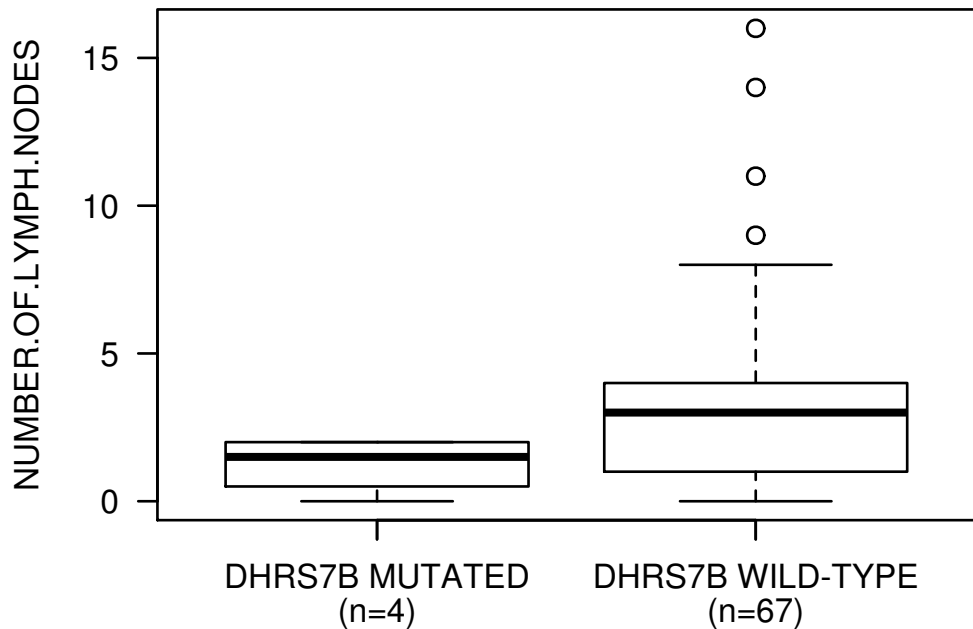 NUMBER.OF.LYMPH.NODES
15
10
5
0
DHRS7B MUTATED
(n=4)
DHRS7B WILD-TYPE
(n=67)